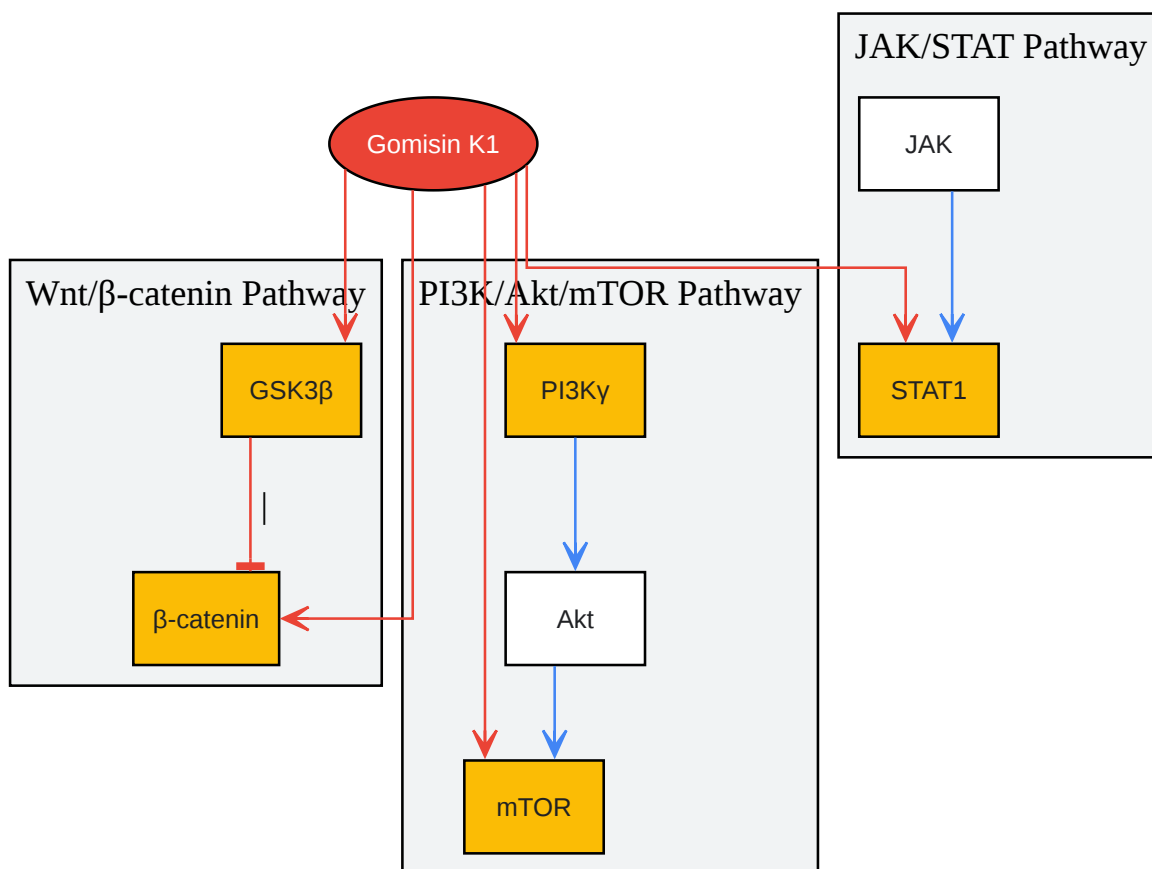 JAK/STAT Pathway
Gomisin K1
JAK
Wnt/β-catenin Pathway
PI3K/Akt/mTOR Pathway
GSK3β
PI3Kγ
STAT1
|
β-catenin
Akt
mTOR